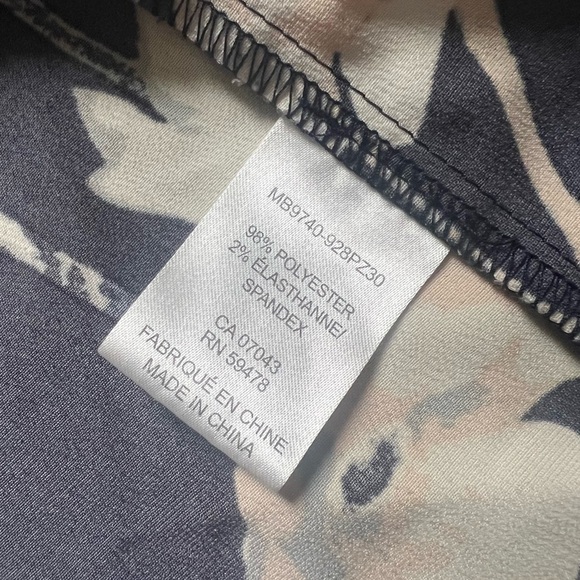 MB9740-928PZ30
98% POLYESTER
2% ÉLASTHANNE/
SPANDEX
CA 07043
RN 59478
FABRIQUÉ EN CHINE
MADE IN CHINA